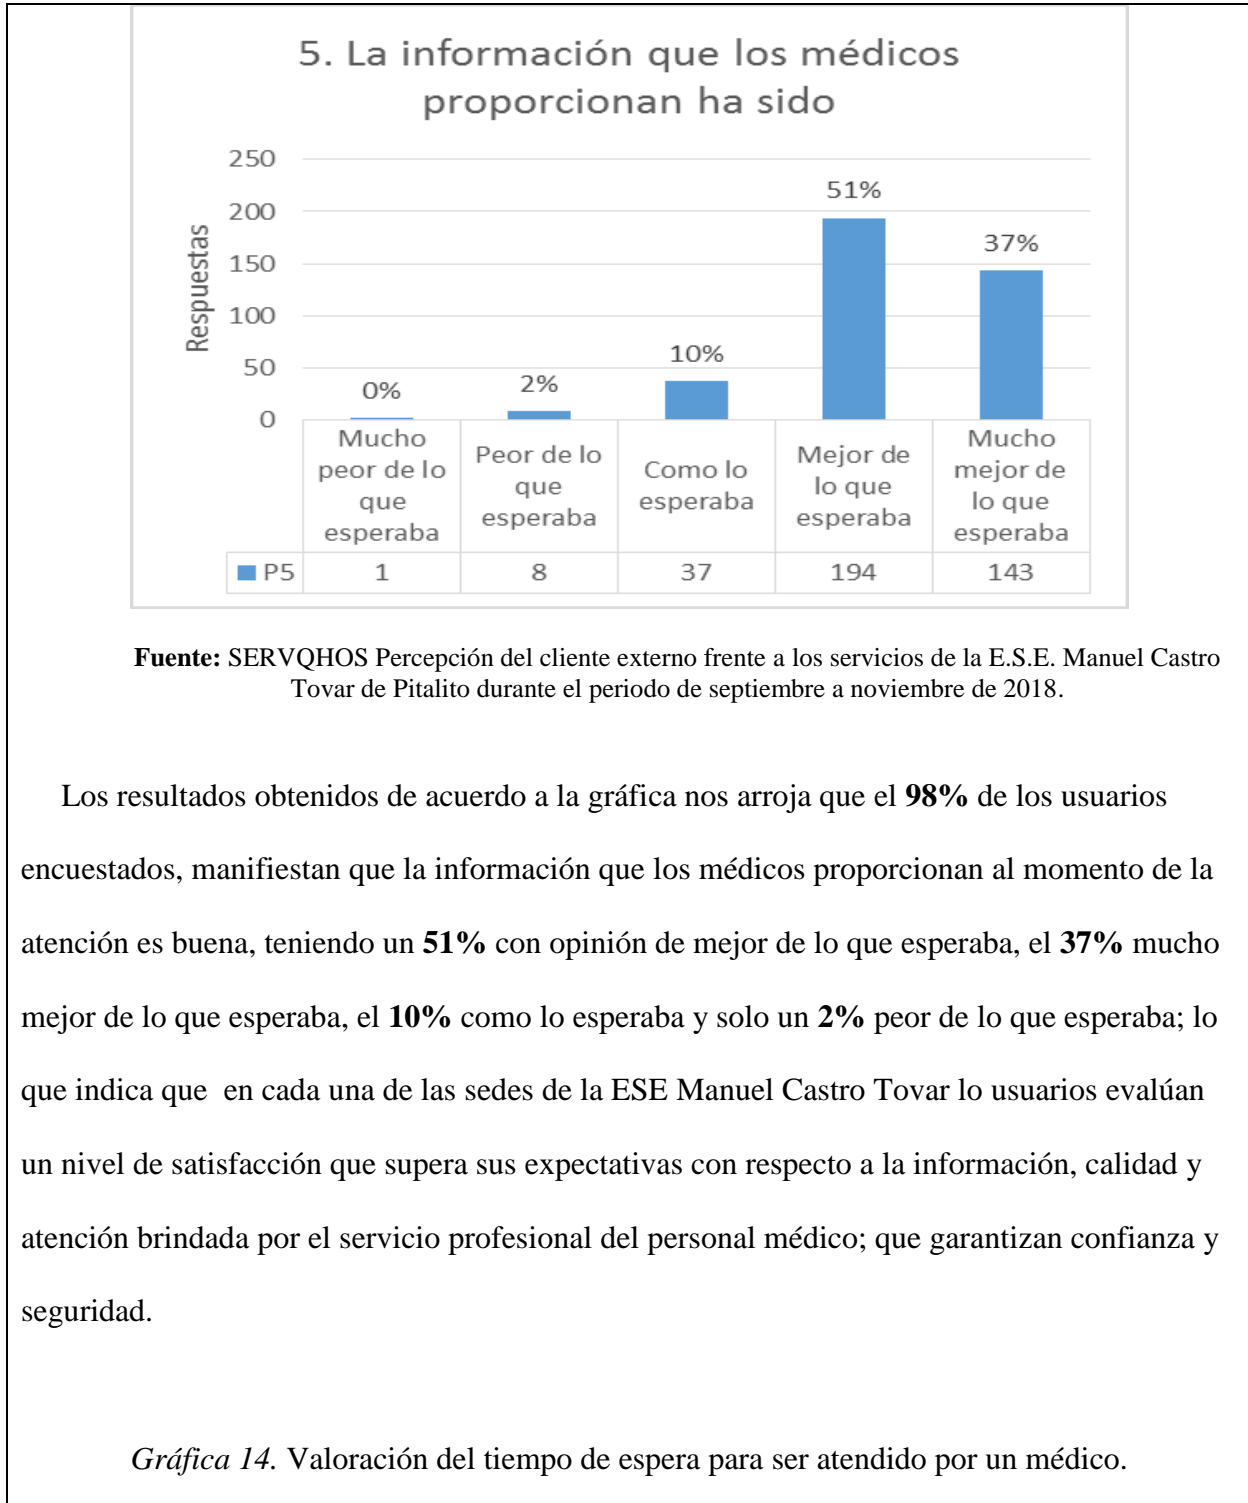 5. La información que los médicos
proporcionan ha sido
250
200
150
100
50
0
Respuestas
0%
2%
10%
51%
37%
Mucho
peor de lo
que
esperaba
Peor de lo
que
esperaba
Como lo
esperaba
Mejor de
lo que
esperaba
Mucho
mejor de
lo que
esperaba
P5 1 8 37 194 143
Fuente: SERVQHOS Percepción del cliente externo frente a los servicios de la E.S.E. Manuel Castro
Tovar de Pitalito durante el periodo de septiembre a noviembre de 2018.
Los resultados obtenidos de acuerdo a la gráfica nos arroja que el 98% de los usuarios
encuestados, manifiestan que la información que los médicos proporcionan al momento de la
atención es buena, teniendo un 51% con opinión de mejor de lo que esperaba, el 37% mucho
mejor de lo que esperaba, el 10% como lo esperaba y solo un 2% peor de lo que esperaba; lo
que indica que  en cada una de las sedes de la ESE Manuel Castro Tovar lo usuarios evalúan
un nivel de satisfacción que supera sus expectativas con respecto a la información, calidad y
atención brindada por el servicio profesional del personal médico; que garantizan confianza y
seguridad.
Gráfica 14. Valoración del tiempo de espera para ser atendido por un médico.